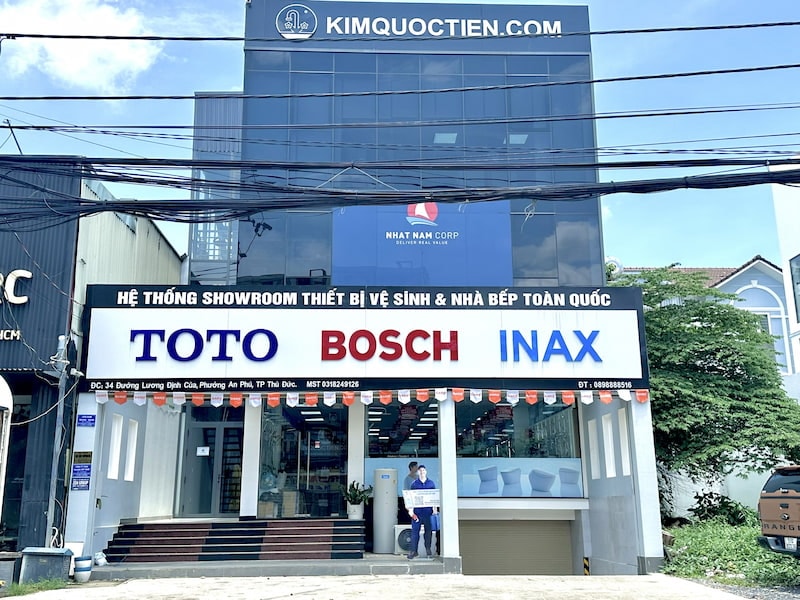 KIMQUOCTIEN.COM
NHAT NAM CORP
DELIVER REAL VALUE
HỆ THỐNG SHOWROOM THIẾT BỊ VỆ SINH & NHÀ BẾP TOÀN QUỐC
TOTO BOSCH INAX
ĐC: 34 Đường Lương Định Của, Phường An Phú, TP Thủ Đức. MST 0318249126 ĐT : 0898888516
RC
HCM
RANGER